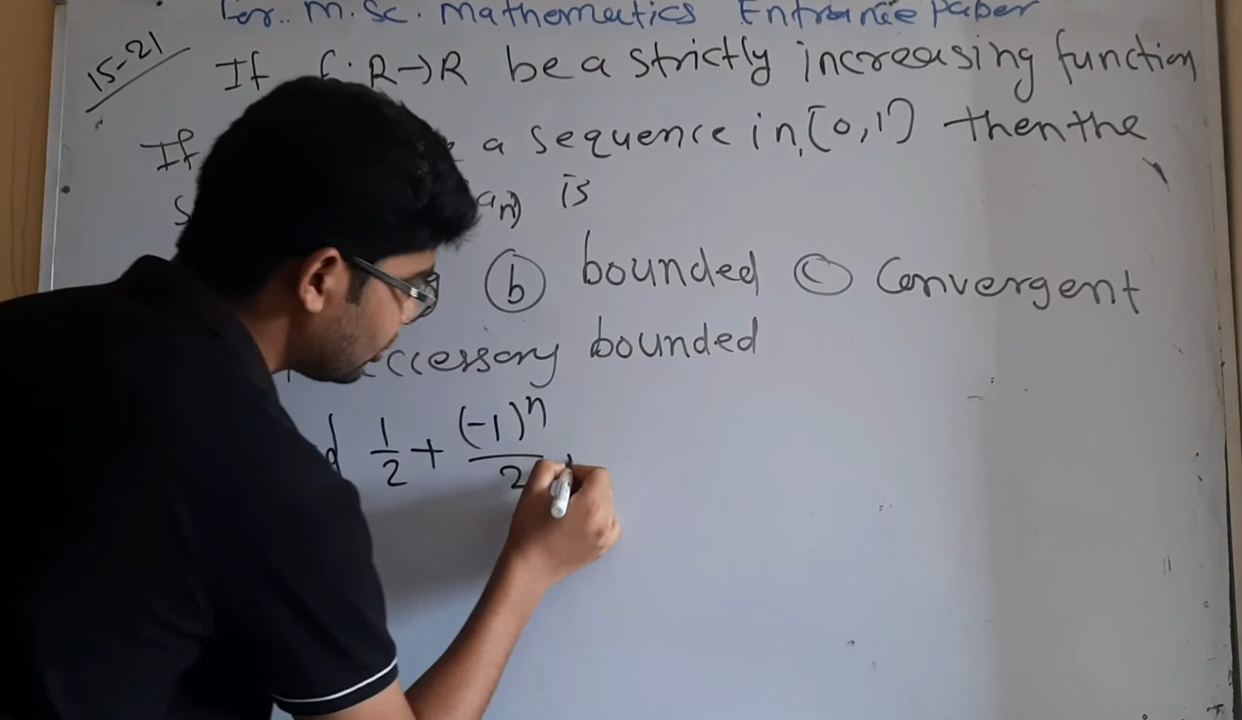 For.. M.Sc. Mathematics Entrance Paper
15-21 If f: R→R be a strictly increasing function
If a sequence in [0,1] then the
is
(b) bounded (c) Convergent
bounded
1/2 + (-1)^n/2